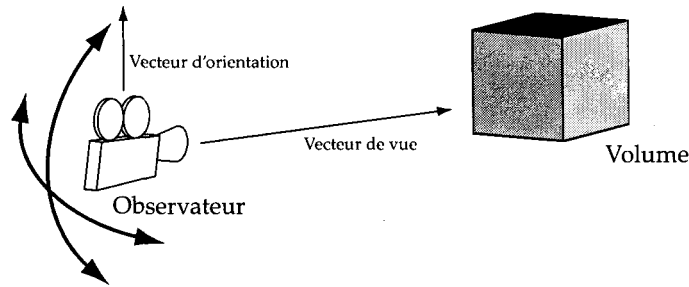 Vecteur d'orientation
Vecteur de vue
Volume
Observateur